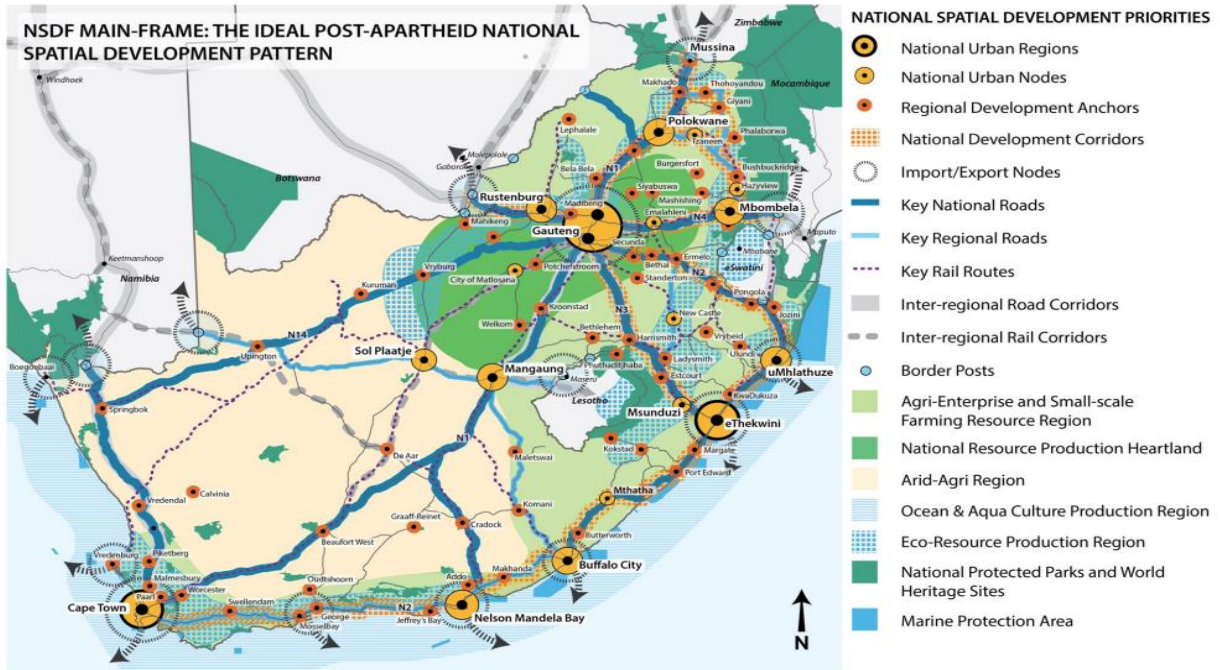 NSDF MAIN-FRAME: THE IDEAL POST-APARTHEID NATIONAL
SPATIAL DEVELOPMENT PATTERN
Zimbabwe
Mussina
Windhoek
Mocambique
Makhado
Thohoyandou
Giyani
Lephalale
Polokwane
Phalaborwa
Tzaneen
Molepolole
Bela Bela
N1
Burgersfort
Bushbuckridge
Botswana
Siyabuswa
Hazyview
Rustenburg
Madibeng
Mashishing
Mbombela
Mahikeng
Emalahleni
N4
Gauteng
Maputo
Keetmanshoop
Secunda
Mbabane
Namibia
Vryburg
Potchefstroom
Bethal
Ermelo
eSwatini
City of Matlosana
Standerton
N2
Kuruman
Pongola
Kroonstad
N3
New Castle
Jozini
N14
Welkom
Bethlehem
Harrismith
Vryheid
Upington
Sol Plaatje
Ladysmith
Ulundi
Phuthaditjhaba
Boegoebaai
Mangaung
Maseru
Estcourt
uMhlathuze
Springbok
Lesotho
Msunduzi
KwaDukuza
eThekwini
N1
De Aar
Maletswai
Kokstad
Margate
Calvinia
Port Edward
Vredendal
Mthatha
Komani
Graaff-Reinet
Cradock
Beaufort West
Butterworth
Vredenburg
Piketberg
Buffalo City
Malmesbury
Oudtshoorn
Makhanda
Worcester
Addo
Paarl
Cape Town
Swellendam
George
N2
Nelson Mandela Bay
Mosselbay
Jeffrey's Bay
N
NATIONAL SPATIAL DEVELOPMENT PRIORITIES
National Urban Regions
National Urban Nodes
Regional Development Anchors
National Development Corridors
Import/Export Nodes
Key National Roads
Key Regional Roads
Key Rail Routes
Inter-regional Road Corridors
Inter-regional Rail Corridors
Border Posts
Agri-Enterprise and Small-scale
Farming Resource Region
National Resource Production Heartland
Arid-Agri Region
Ocean & Aqua Culture Production Region
Eco-Resource Production Region
National Protected Parks and World
Heritage Sites
Marine Protection Area